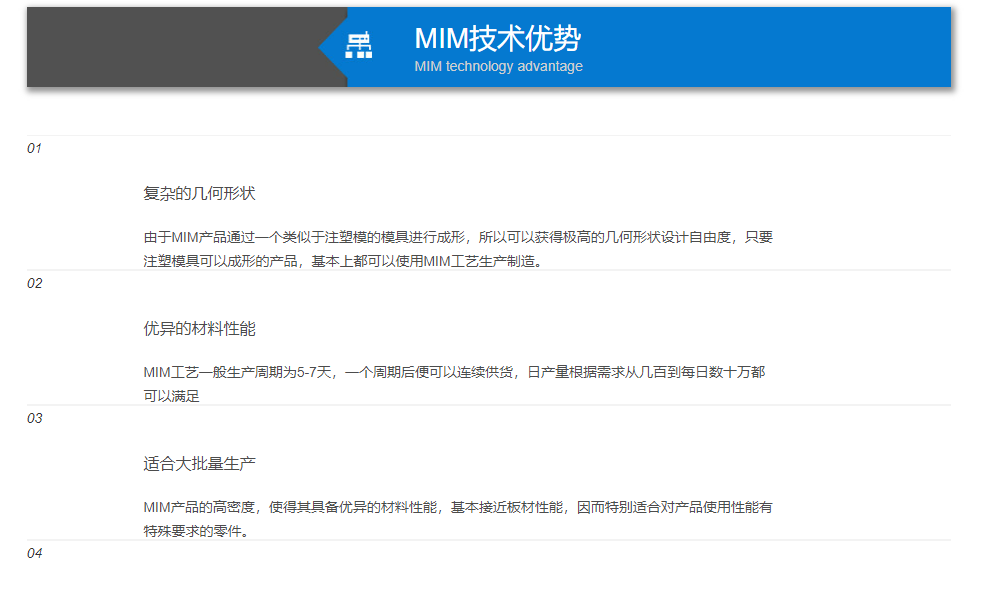 MIM技术优势
MIM technology advantage
01
复杂的几何形状
由于MIM产品通过一个类似于注塑模的模具进行成形，所以可以获得极高的几何形状设计自由度，只要
注塑模具可以成形的产品，基本上都可以使用MIM工艺生产制造。
02
优异的材料性能
MIM工艺一般生产周期为5-7天，一个周期后便可以连续供货，日产量根据需求从几百到每日数十万都
可以满足
03
适合大批量生产
MIM产品的高密度，使得其具备优异的材料性能，基本接近板材性能，因而特别适合对产品使用性能有
特殊要求的零件。
04